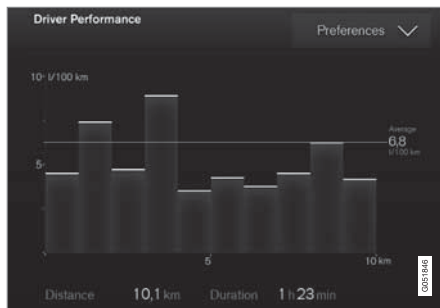 Driver Performance
Preferences
10 l/100 km
Average
6,8
l/100 km
5
5
10 km
Distance 10,1 km Duration 1 h 23 min
G051846